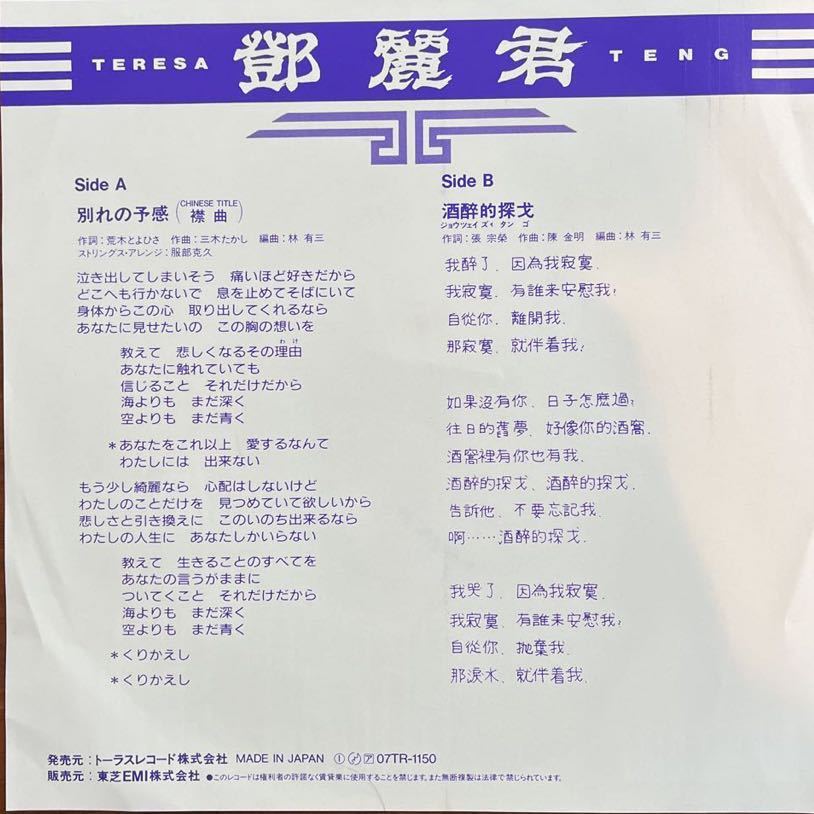 TERESA 鄧麗君 TENG
Side A
別れの予感(CHINESE TITLE 襟曲)
作詞:荒木とよひさ 作曲:三木たかし 編曲:林 有三
ストリングス・アレンジ:服部克久
泣き出してしまいそう 痛いほど好きだから
どこへも行かないで 息を止めてそばにいて
身体からこの心 取り出してくれるなら
あなたに見せたいの この胸の想いを
教えて 悲しくなるその理由
わけ
あなたに触れていても
信じること それだけだから
海よりも まだ深く
空よりも まだ青く
*あなたをこれ以上 愛するなんて
わたしには 出来ない
もう少し綺麗なら 心配はしないけど
わたしのことだけを 見つめていて欲しいから
悲しさと引き換えに このいのち出来るなら
わたしの人生に あなたしかいらない
教えて 生きることのすべてを
あなたの言うがままに
ついてくこと それだけだから
海よりも まだ深く
空よりも まだ青く
*くりかえし
*くりかえし
Side B
酒醉的探戈
ジョウツェイ ズィ タン ゴ
作詞:張 宗榮 作曲:陳 金明 編曲:林 有三
我醉了、因為我寂寞、
我寂寞、有誰来安慰我?
自從你、離開我、
那寂寞、就伴着我?
如果沒有你、日子怎麽過?
往日的舊夢、好像你的酒窩、
酒窩裡有你也有我、
酒醉的探戈、酒醉的探戈、
告訴他、不要忘記我、
啊……酒醉的探戈、
我哭了、因為我寂寞、
我寂寞、有誰来安慰我?
自從你、拋棄我、
那淚水、就伴着我、
発売元:トーラスレコード株式会社 MADE IN JAPAN 07TR-1150
販売元:東芝EMI株式会社 ●このレコードは権利者の許諾なく賃貸業に使用することを禁じます。また無断複製は法律で禁じられています。